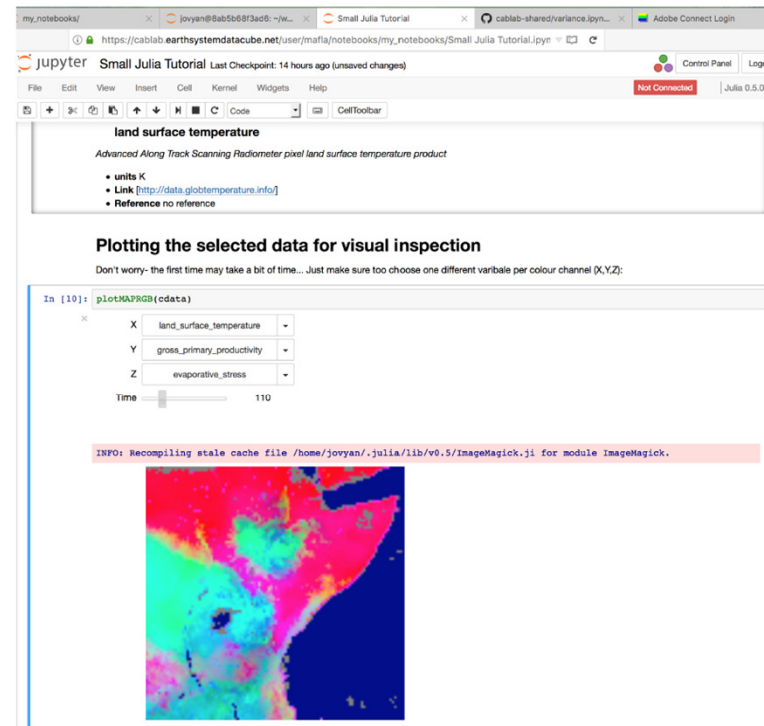 my_notebooks/
jovyan@8ab5b68f3ad6: ~/w...
Small Julia Tutorial
cablab-shared/variance.ipyn...
Adobe Connect Login
https://cablab.earthsystemdatacube.net/user/mafla/notebooks/my_notebooks/Small Julia Tutorial.ipyn
jupyter Small Julia Tutorial Last Checkpoint: 14 hours ago (unsaved changes)
Control Panel
Logo
File Edit View Insert Cell Kernel Widgets Help
Not Connected
Julia 0.5.0
Code
CellToolbar
land surface temperature
Advanced Along Track Scanning Radiometer pixel land surface temperature product
• units K
• Link [http://data.globtemperature.info/]
• Reference no reference
Plotting the selected data for visual inspection
Don't worry- the first time may take a bit of time... Just make sure too choose one different varibale per colour channel (X,Y,Z):
In [10]: plotMAPRGB(cdata)
X land_surface_temperature
Y gross_primary_productivity
Z evaporative_stress
Time 110
INFO: Recompiling stale cache file /home/jovyan/.julia/lib/v0.5/ImageMagick.ji for module ImageMagick.